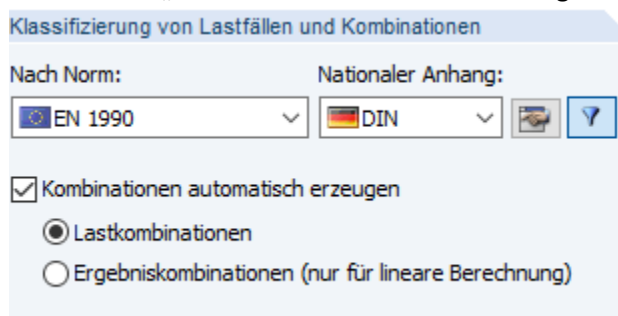 Klassifizierung von Lastfällen und Kombinationen
Nach Norm: Nationaler Anhang:
EN 1990 DIN
Kombinationen automatisch erzeugen
Lastkombinationen
Ergebniskombinationen (nur für lineare Berechnung)